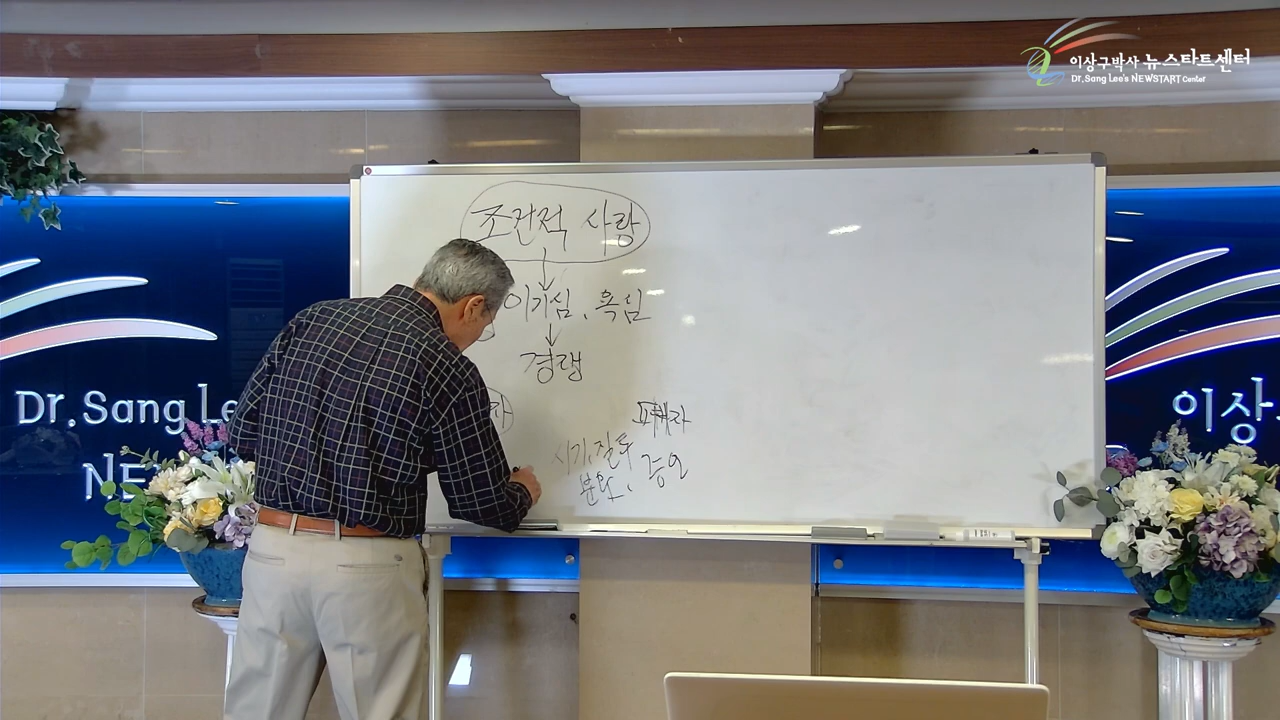 이상구박사 뉴스타트센터
Dr. Sang Lee's NEWSTART Center
조건적 사랑
이기심, 욕심
경쟁
피해자
시기, 질투
분노, 증오
Dr. Sang Le
NE
이상